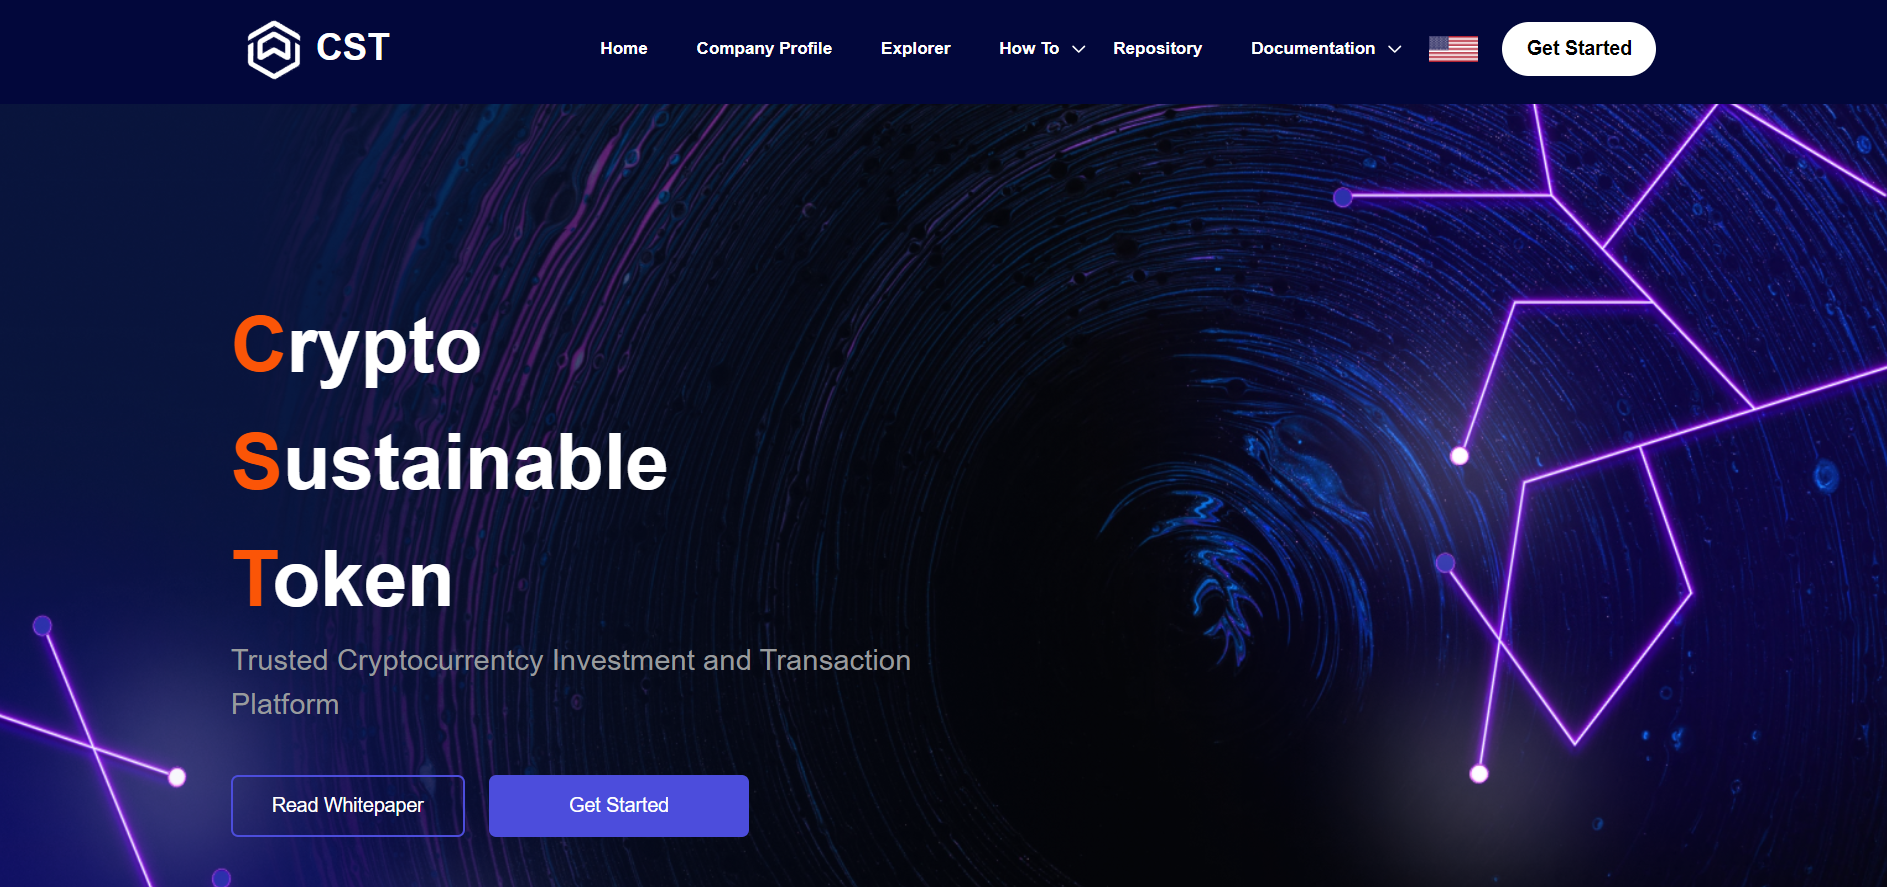 CST
Home
Company Profile
Explorer
How To
Repository
Documentation
Get Started
Crypto
Sustainable
Token
Trusted Cryptocurrentcy Investment and Transaction
Platform
Read Whitepaper
Get Started